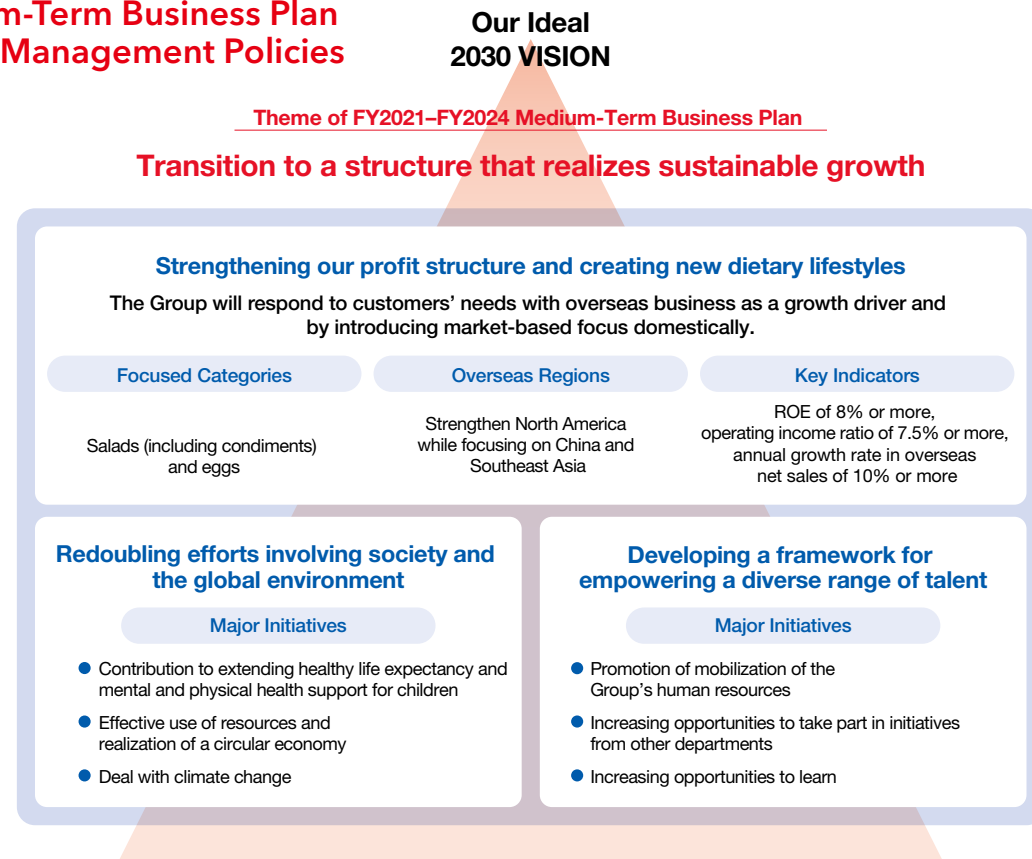 m-Term Business Plan
Management Policies
Our Ideal
2030 VISION
Theme of FY2021–FY2024 Medium-Term Business Plan
Transition to a structure that realizes sustainable growth
Strengthening our profit structure and creating new dietary lifestyles
The Group will respond to customers’ needs with overseas business as a growth driver and
by introducing market-based focus domestically.
Focused Categories
Salads (including condiments)
and eggs
Overseas Regions
Strengthen North America
while focusing on China and
Southeast Asia
Key Indicators
ROE of 8% or more,
operating income ratio of 7.5% or more,
annual growth rate in overseas
net sales of 10% or more
Redoubling efforts involving society and
the global environment
Major Initiatives
● Contribution to extending healthy life expectancy and
mental and physical health support for children
● Effective use of resources and
realization of a circular economy
● Deal with climate change
Developing a framework for
empowering a diverse range of talent
Major Initiatives
● Promotion of mobilization of the
Group’s human resources
● Increasing opportunities to take part in initiatives
from other departments
● Increasing opportunities to learn